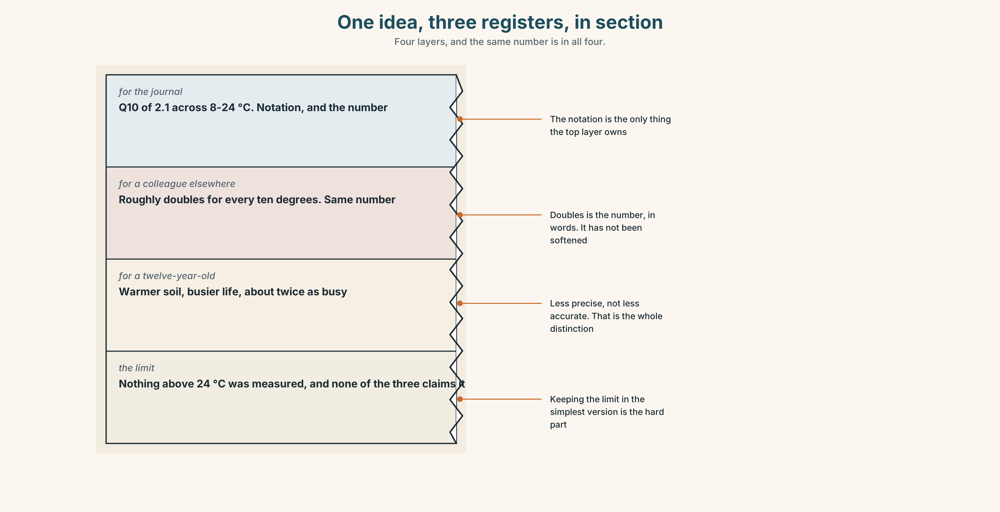 One idea, three registers, in section
Four layers, and the same number is in all four.
for the journal
Q10 of 2.1 across 8-24 °C. Notation, and the number
The notation is the only thing
the top layer owns
for a colleague elsewhere
Roughly doubles for every ten degrees. Same number
Doubles is the number, in
words. It has not been
softened
for a twelve-year-old
Warmer soil, busier life, about twice as busy
Less precise, not less
accurate. That is the whole
distinction
the limit
Nothing above 24 °C was measured, and none of the three claims it
Keeping the limit in the
simplest version is the hard
part